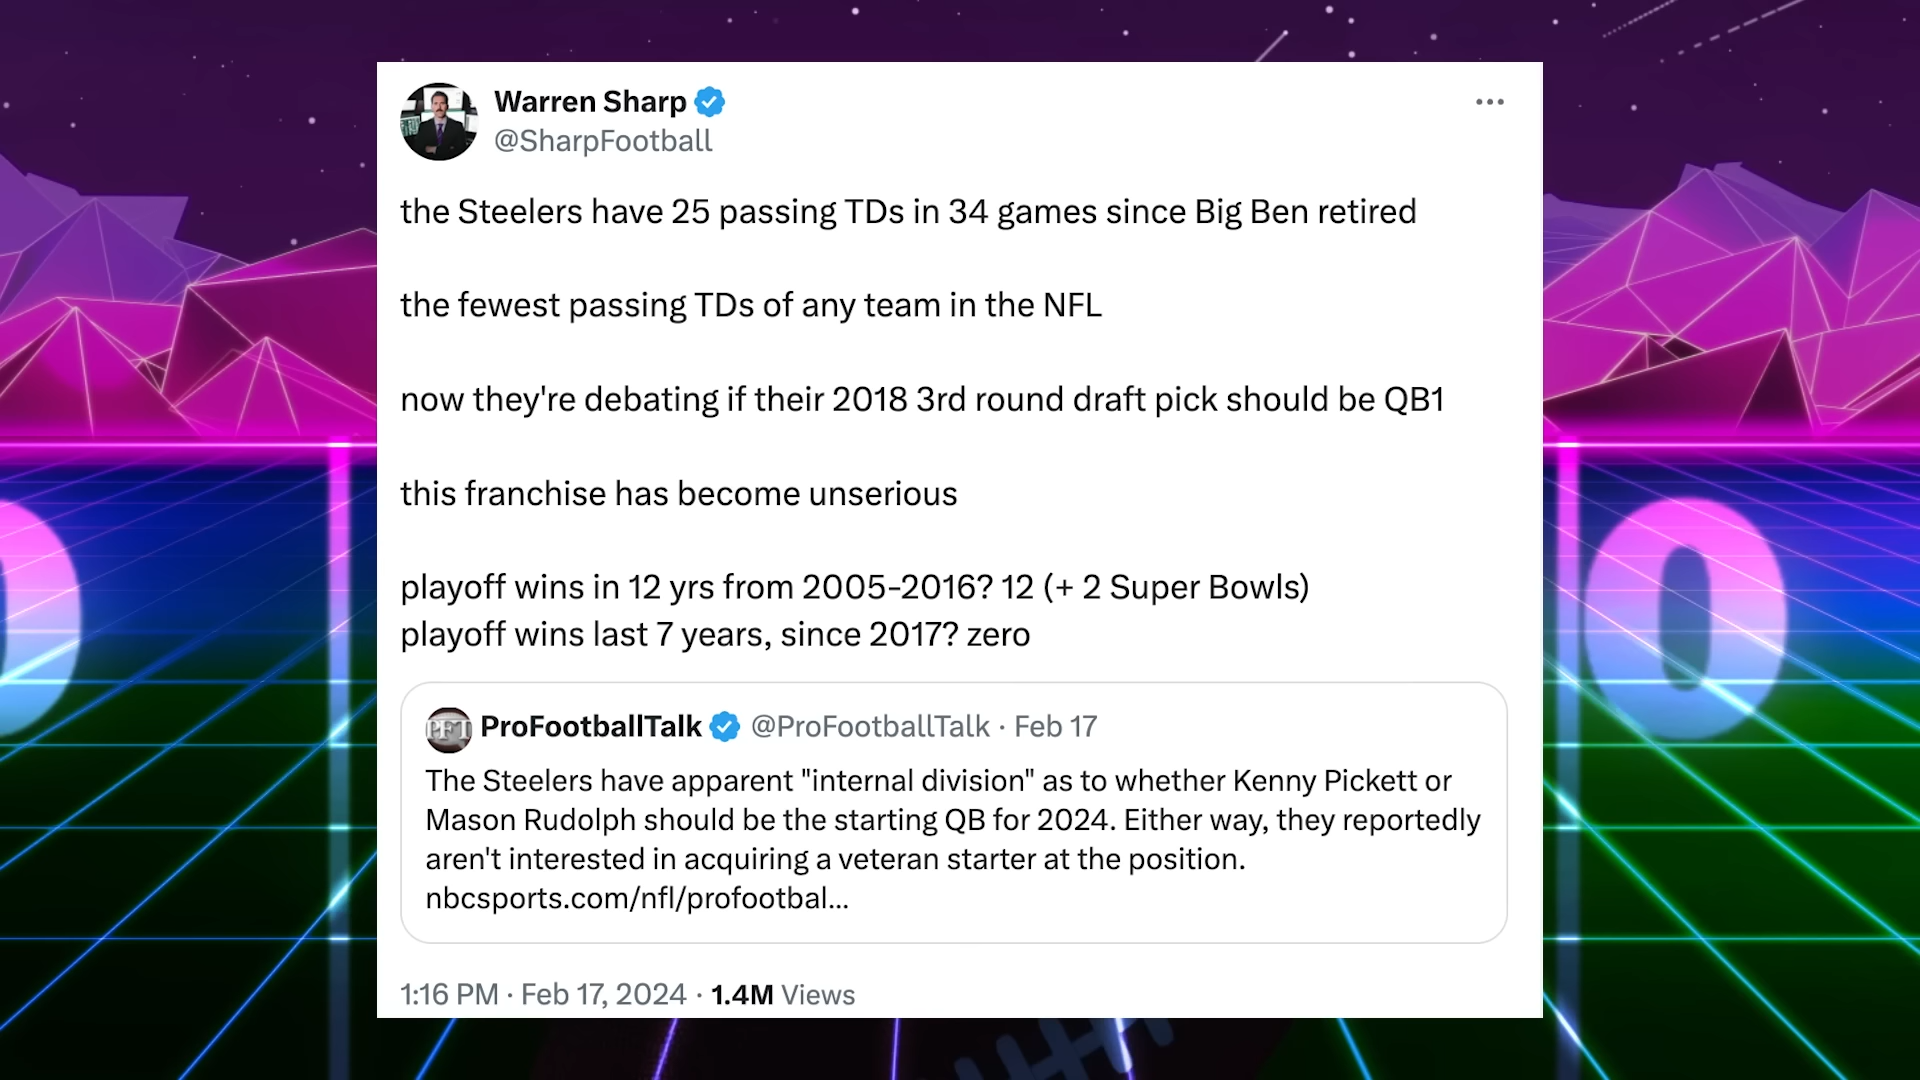 Warren Sharp
@SharpFootball
the Steelers have 25 passing TDs in 34 games since Big Ben retired
the fewest passing TDs of any team in the NFL
now they're debating if their 2018 3rd round draft pick should be QB1
this franchise has become unserious
playoff wins in 12 yrs from 2005-2016? 12 (+ 2 Super Bowls)
playoff wins last 7 years, since 2017? zero
PFT ProFootballTalk @ProFootballTalk · Feb 17
The Steelers have apparent "internal division" as to whether Kenny Pickett or
Mason Rudolph should be the starting QB for 2024. Either way, they reportedly
aren't interested in acquiring a veteran starter at the position.
nbcsports.com/nfl/profootbal...
1:16 PM · Feb 17, 2024 · 1.4M Views
0
0